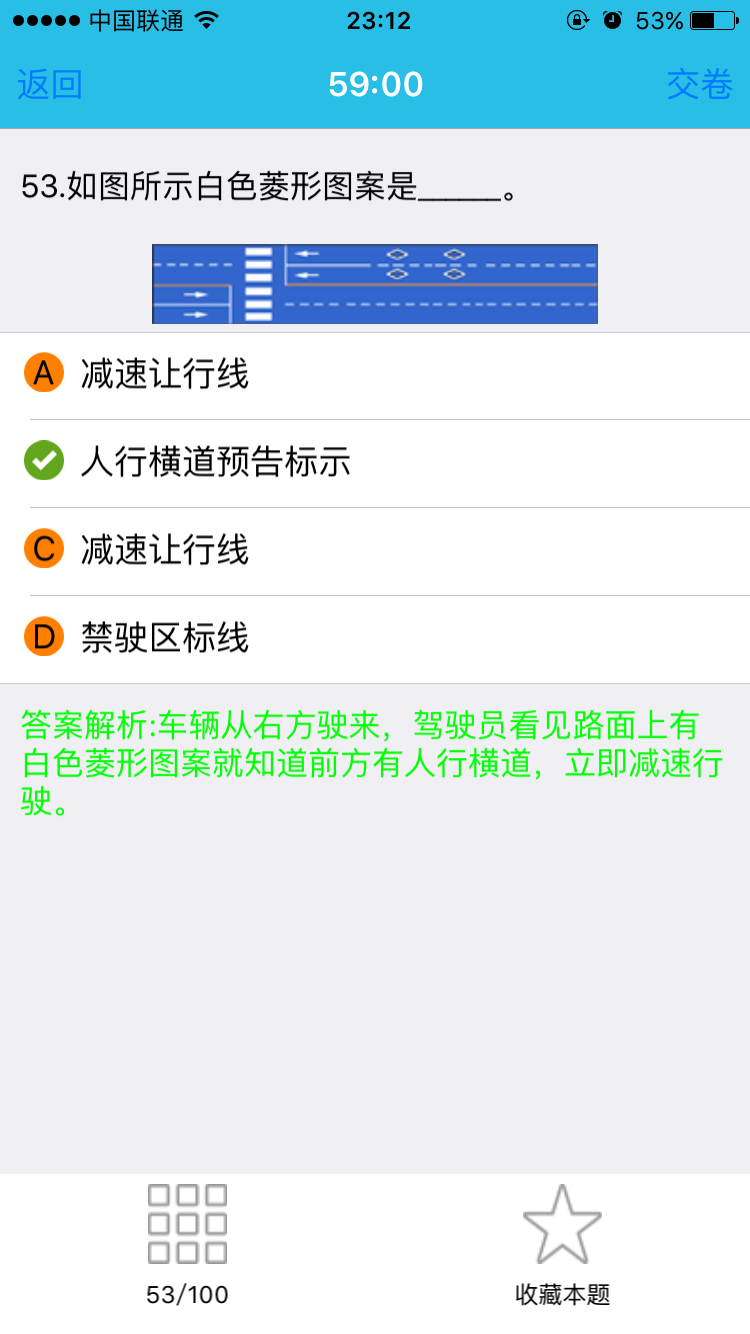 中国联通 23:12 53%
返回 59:00 交卷
53.如图所示白色菱形图案是______。
A 减速让行线
人行横道预告标示
C 减速让行线
D 禁驶区标线
答案解析:车辆从右方驶来，驾驶员看见路面上有
白色菱形图案就知道前方有人行横道，立即减速行
驶。
53/100 收藏本题